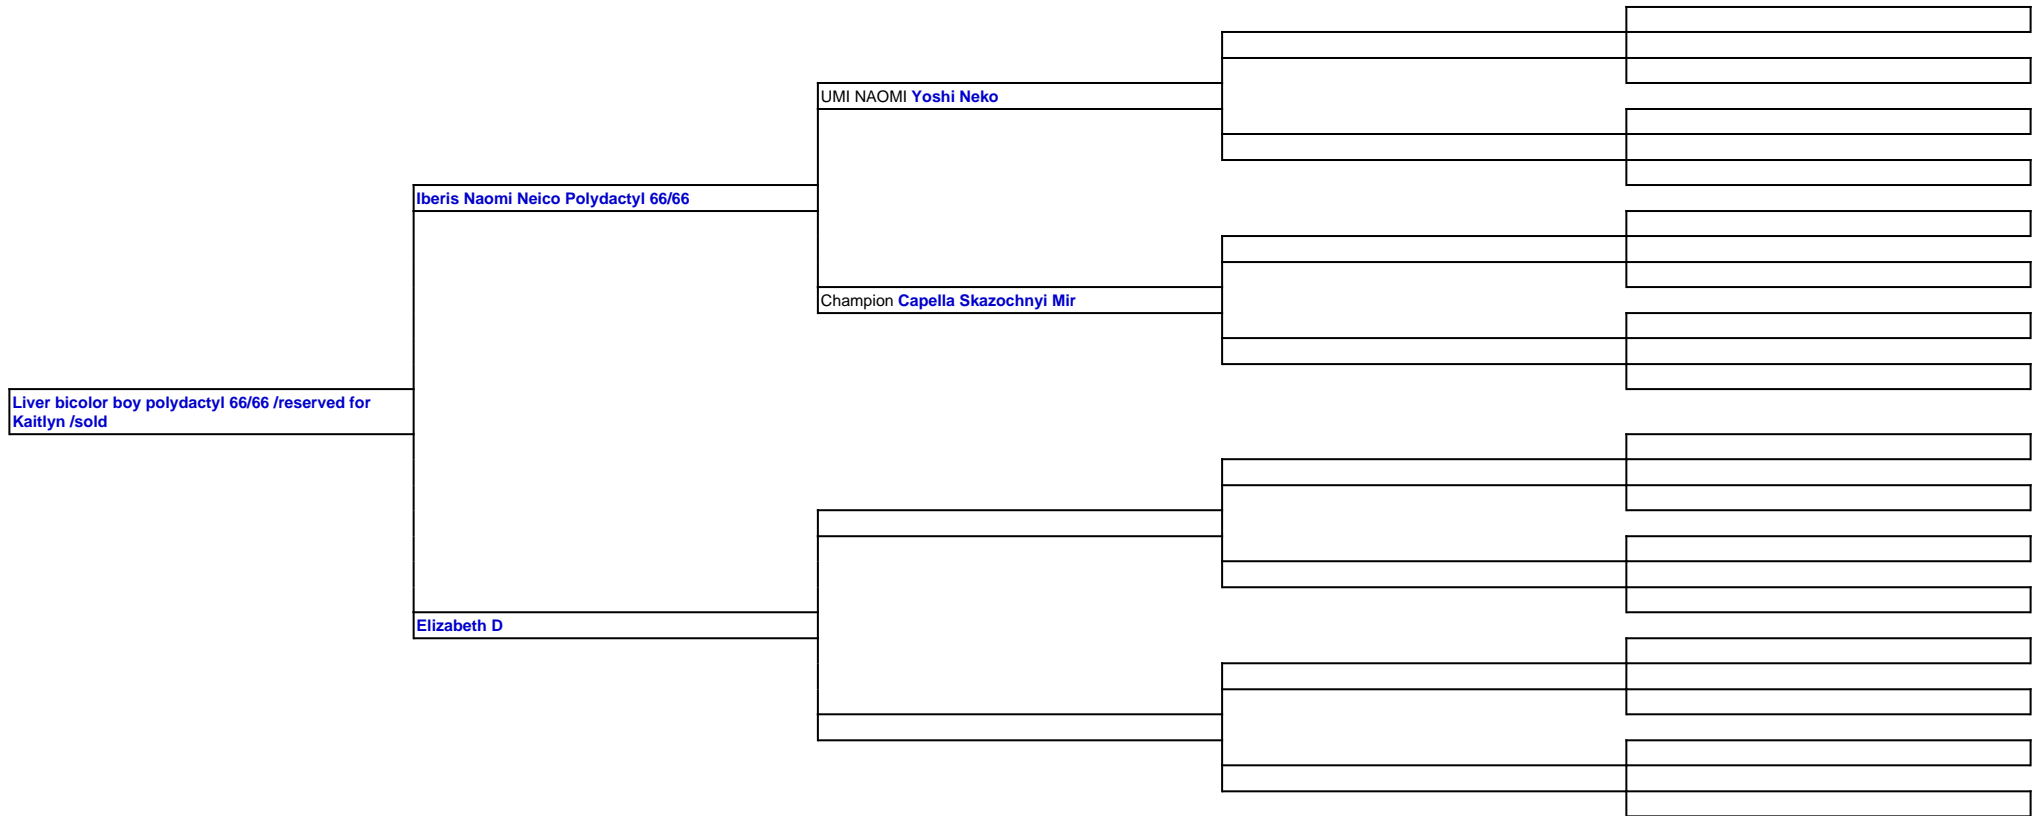 UMI NAOMI Yoshi Neko
Iberis Naomi Neico Polydactyl 66/66
Champion Capella Skazochnyi Mir
Liver bicolor boy polydactyl 66/66 /reserved for
Kaitlyn /sold
Elizabeth D